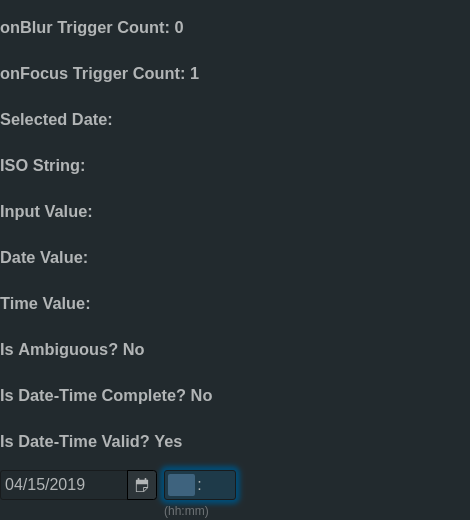 onBlur Trigger Count: 0
onFocus Trigger Count: 1
Selected Date:
ISO String:
Input Value:
Date Value:
Time Value:
Is Ambiguous? No
Is Date-Time Complete? No
Is Date-Time Valid? Yes
04/15/2019 :
(hh:mm)